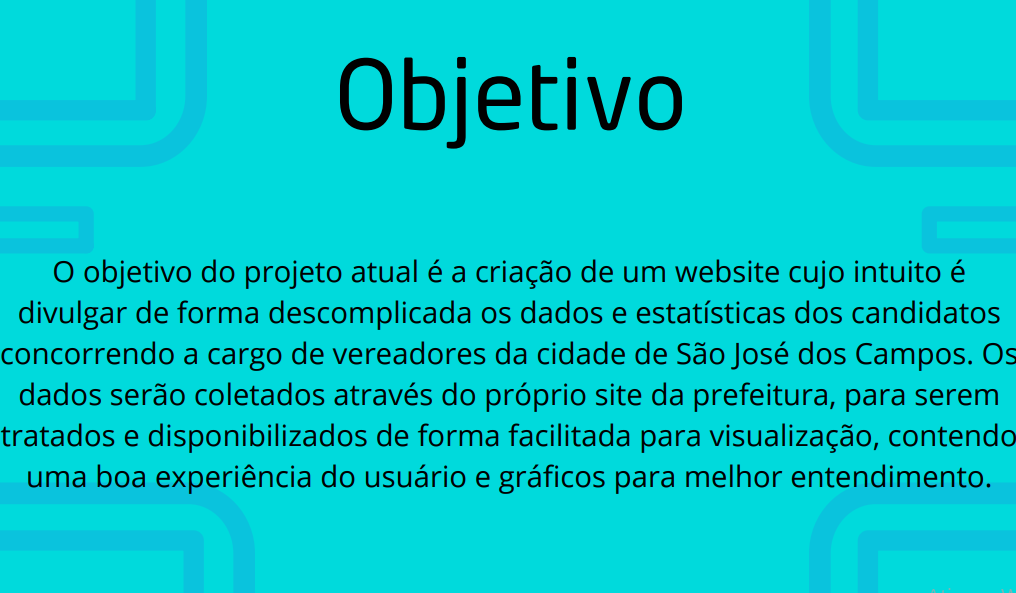 Objetivo
O objetivo do projeto atual é a criação de um website cujo intuito é
divulgar de forma descomplicada os dados e estatísticas dos candidatos
concorrendo a cargo de vereadores da cidade de São José dos Campos. Os
dados serão coletados através do próprio site da prefeitura, para serem
tratados e disponibilizados de forma facilitada para visualização, contendo
uma boa experiência do usuário e gráficos para melhor entendimento.